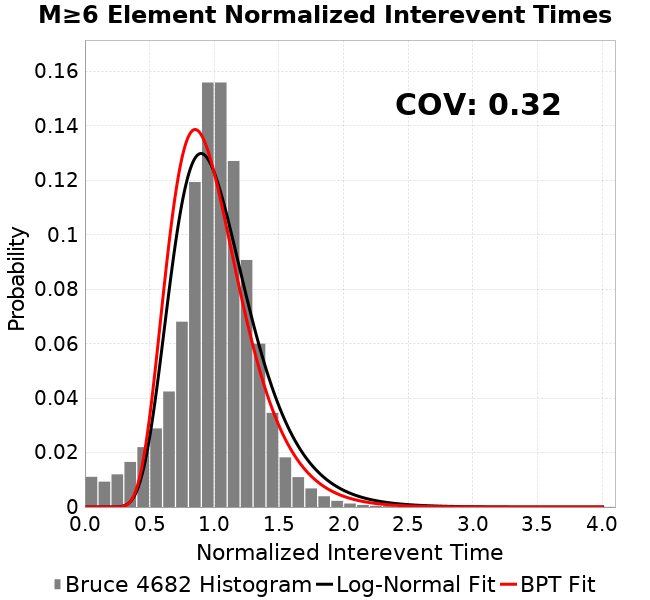 M≥6 Element Normalized Interevent Times
COV: 0.32
Probability
0.16
0.14
0.12
0.1
0.08
0.06
0.04
0.02
0
0.0 0.5 1.0 1.5 2.0 2.5 3.0 3.5 4.0
Normalized Interevent Time
Bruce 4682 Histogram Log-Normal Fit BPT Fit